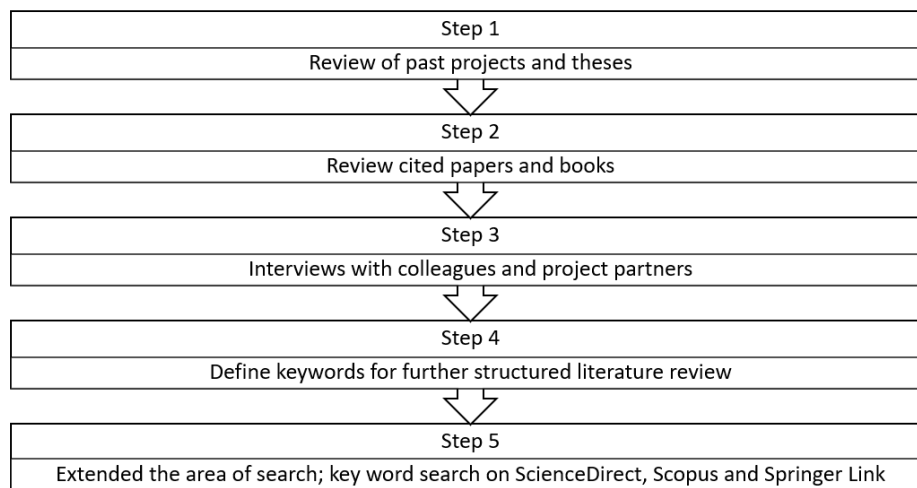 Step 1
Review of past projects and theses
Step 2
Review cited papers and books
Step 3
Interviews with colleagues and project partners
Step 4
Define keywords for further structured literature review
Step 5
Extended the area of search; key word search on ScienceDirect, Scopus and Springer Link